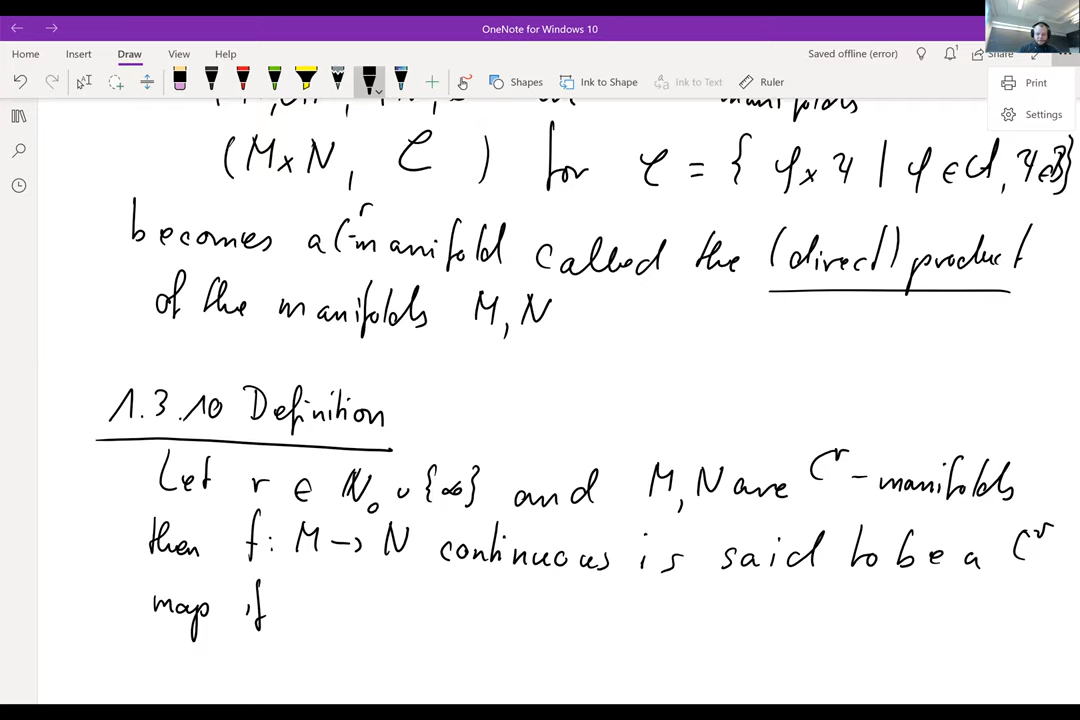 OneNote for Windows 10
Home Insert Draw View Help
Saved offline (error) Share
Shapes Ink to Shape Ink to Text Ruler
Print
Settings
manifolds
(M×N, C) for C = { φ×ψ | φ∈A, ψ∈B}
becomes a C^r-manifold called the (direct) product
of the manifolds M, N
1.3.10 Definition
Let r ∈ ℕ₀ ∪ {∞} and M, N are C^r-manifolds
then f: M → N continuous is said to be a C^r
map if